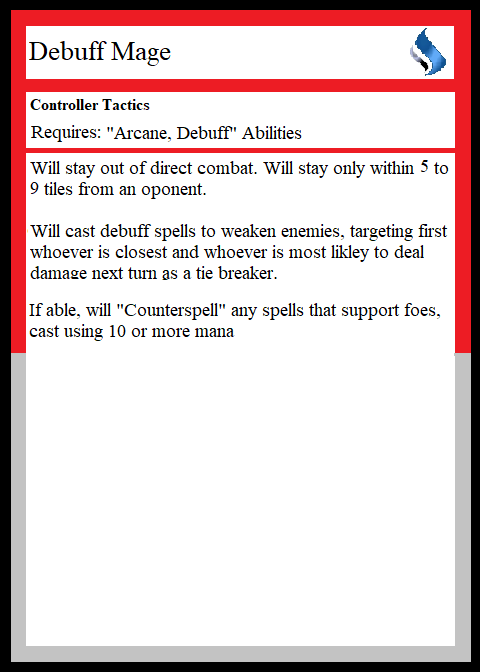 Debuff Mage
Controller Tactics
Requires: "Arcane, Debuff" Abilities
Will stay out of direct combat. Will stay only within 5 to
9 tiles from an oponent.
Will cast debuff spells to weaken enemies, targeting first
whoever is closest and whoever is most likley to deal
damage next turn as a tie breaker.
If able, will "Counterspell" any spells that support foes,
cast using 10 or more mana